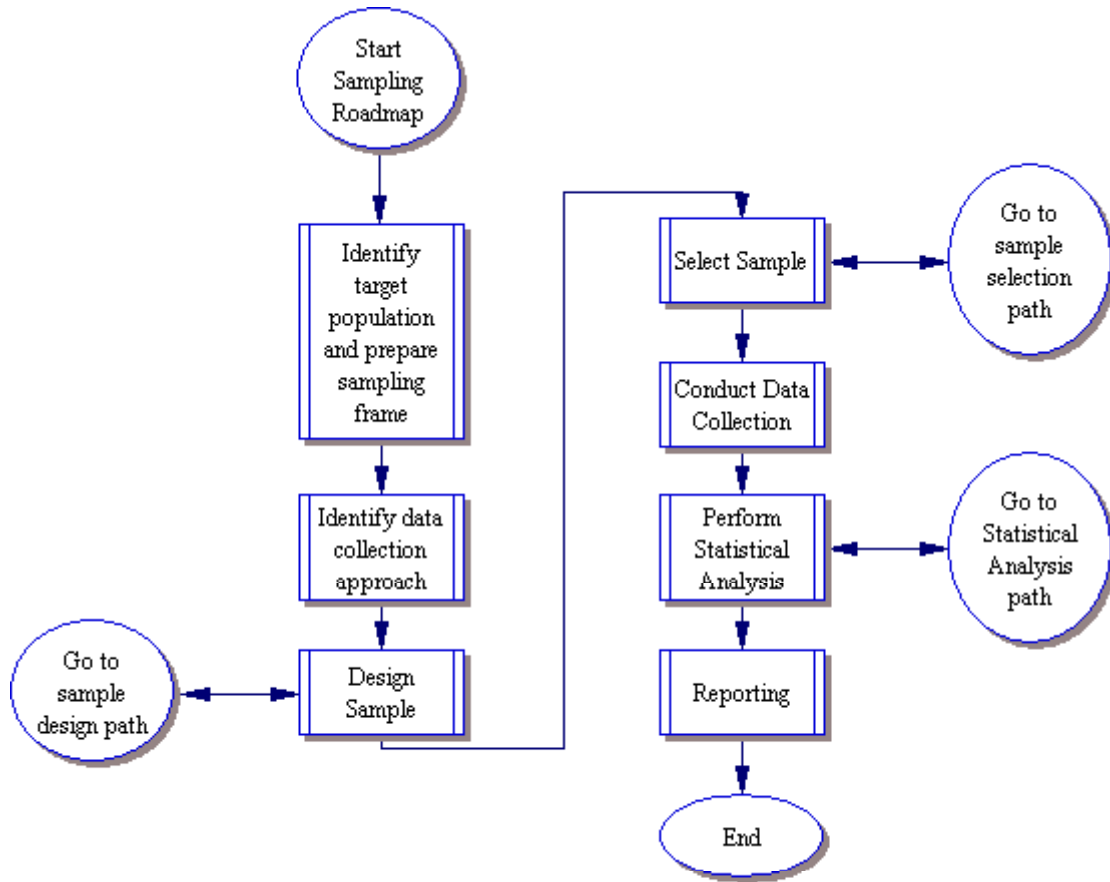 Start
Sampling
Roadmap
Identify
target
population
and prepare
sampling
frame
Identify data
collection
approach
Go to
sample
design path
Design
Sample
Select Sample
Go to
sample
selection
path
Conduct Data
Collection
Perform
Statistical
Analysis
Go to
Statistical
Analysis
path
Reporting
End